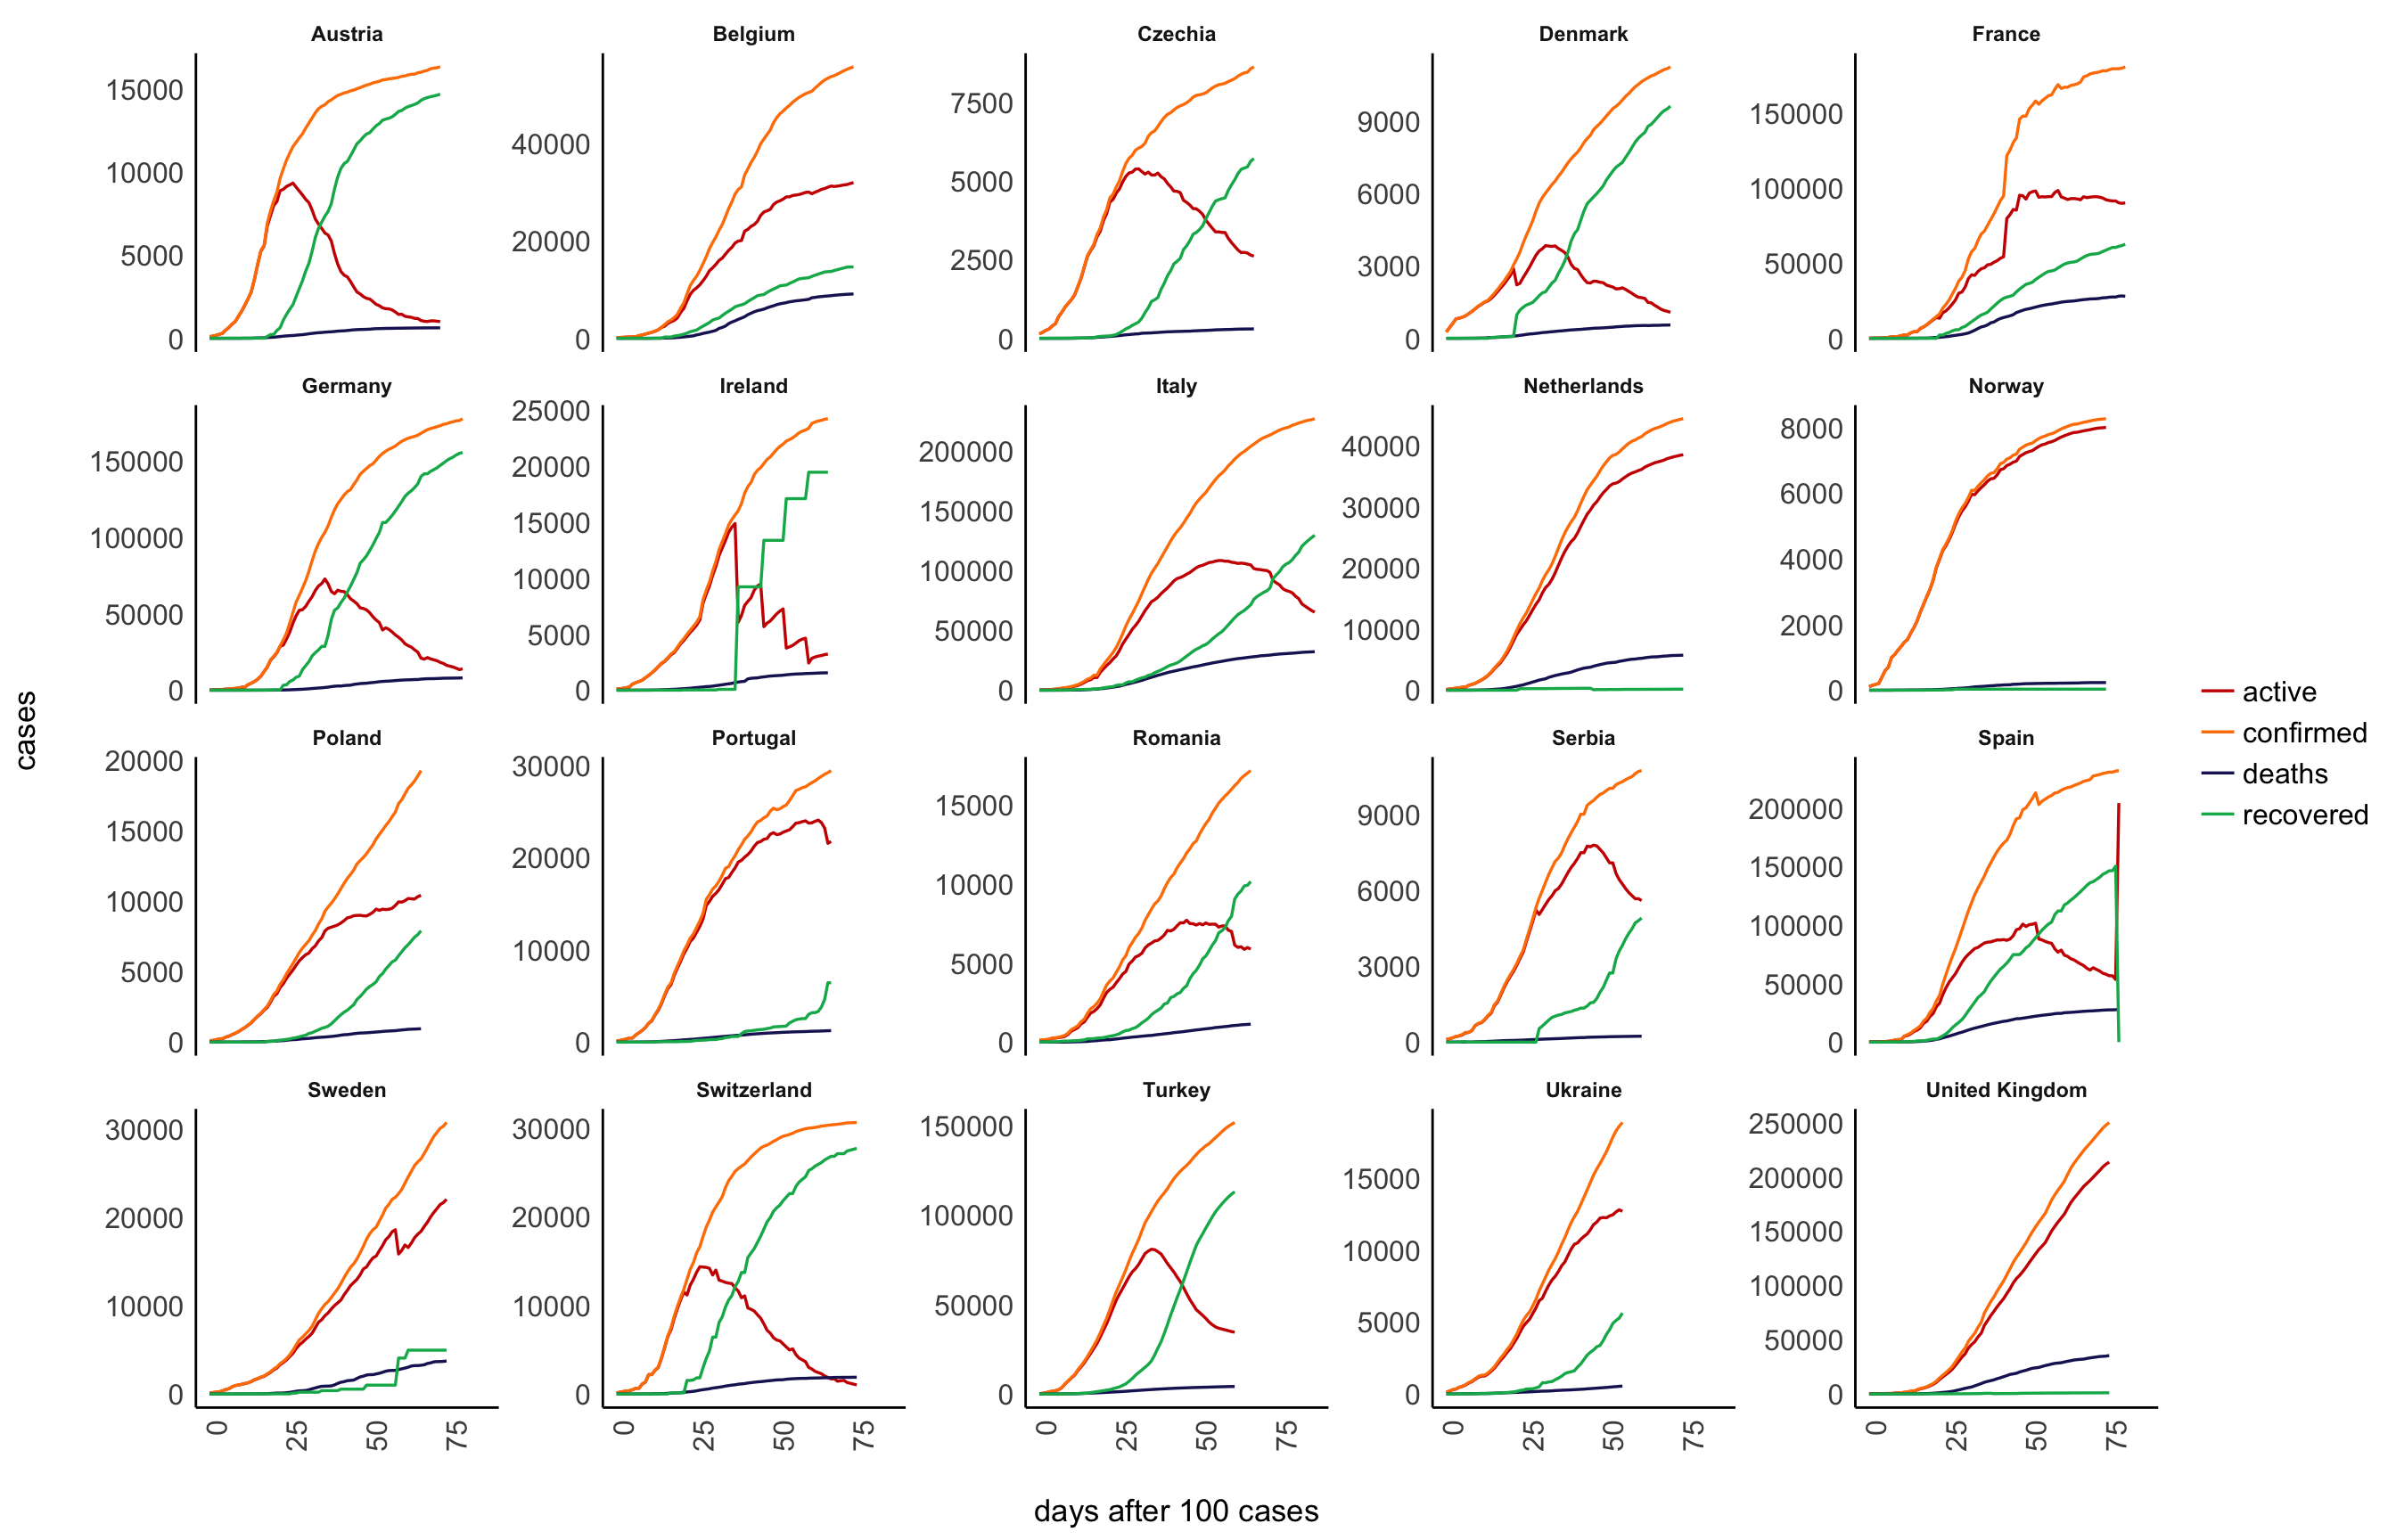 Austria Belgium Czechia Denmark France
15000 10000 5000 0
40000 20000 0
7500 5000 2500 0
9000 6000 3000 0
150000 100000 50000 0
Germany Ireland Italy Netherlands Norway
150000 100000 50000 0
25000 20000 15000 10000 5000 0
200000 150000 100000 50000 0
40000 30000 20000 10000 0
8000 6000 4000 2000 0
cases
active
confirmed
deaths
recovered
Poland Portugal Romania Serbia Spain
20000 15000 10000 5000 0
30000 20000 10000 0
15000 10000 5000 0
9000 6000 3000 0
200000 150000 100000 50000 0
Sweden Switzerland Turkey Ukraine United Kingdom
30000 20000 10000 0
30000 20000 10000 0
150000 100000 50000 0
15000 10000 5000 0
250000 200000 150000 100000 50000 0
0 25 50 75 0 25 50 75 0 25 50 75 0 25 50 75 0 25 50 75
days after 100 cases